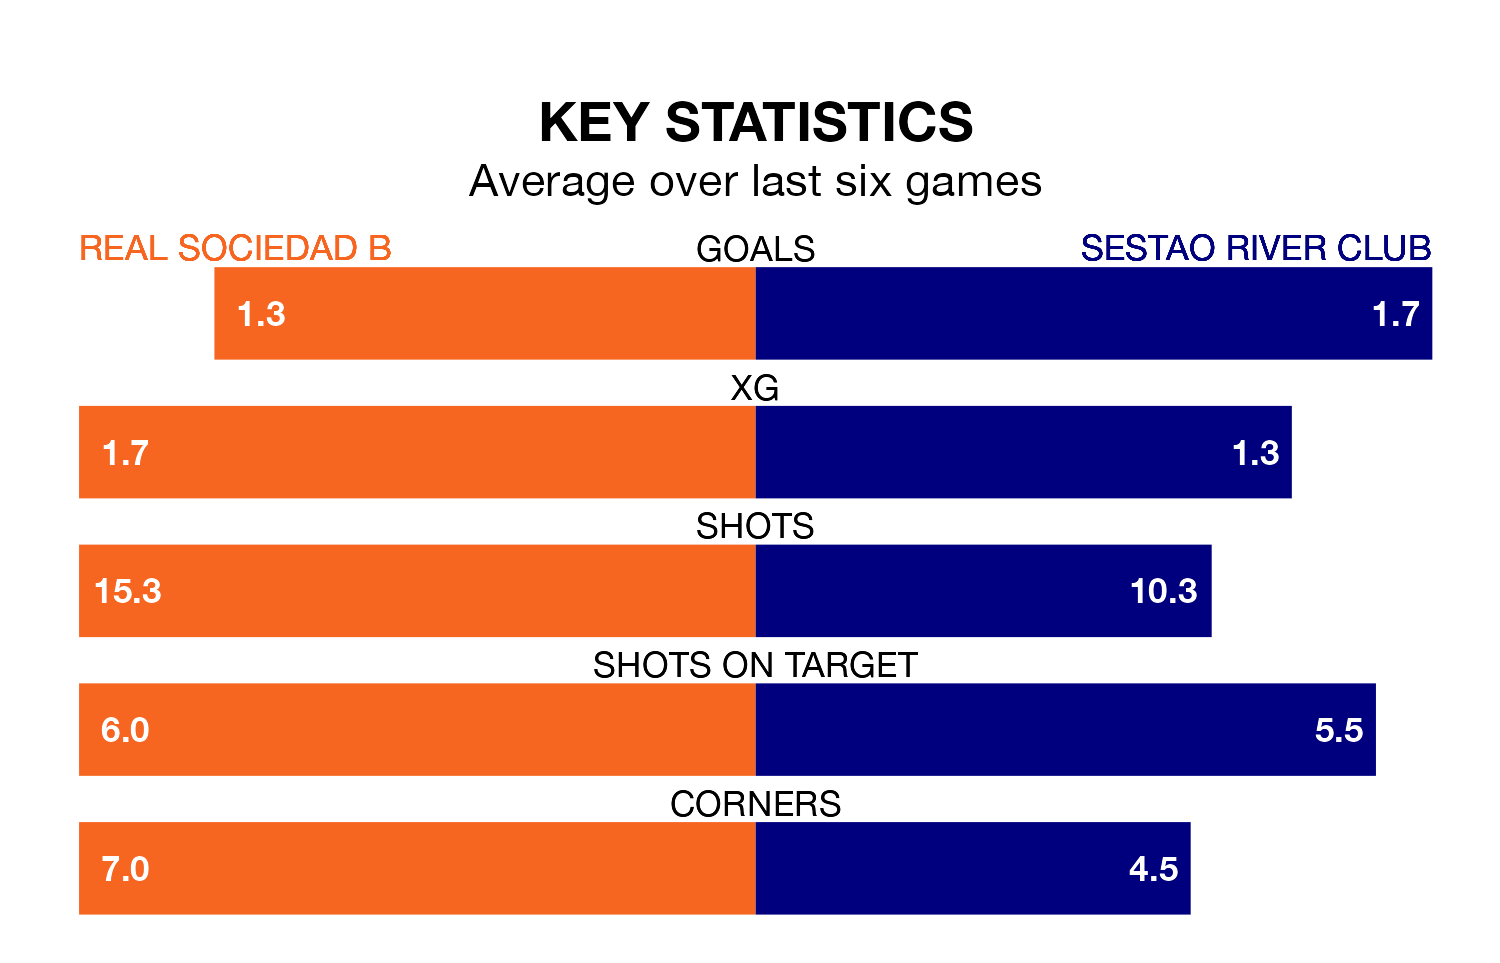 KEY STATISTICS
Average over last six games
REAL SOCIEDAD B GOALS SESTAO RIVER CLUB
1.3 1.7
XG
1.7 1.3
SHOTS
15.3 10.3
SHOTS ON TARGET
6.0 5.5
CORNERS
7.0 4.5